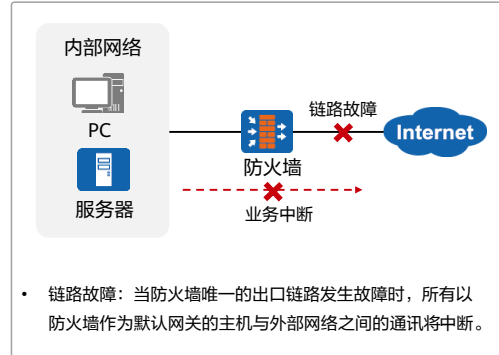 内部网络
PC
服务器
防火墙
链路故障
Internet
业务中断
• 链路故障：当防火墙唯一的出口链路发生故障时，所有以
防火墙作为默认网关的主机与外部网络之间的通讯将中断。